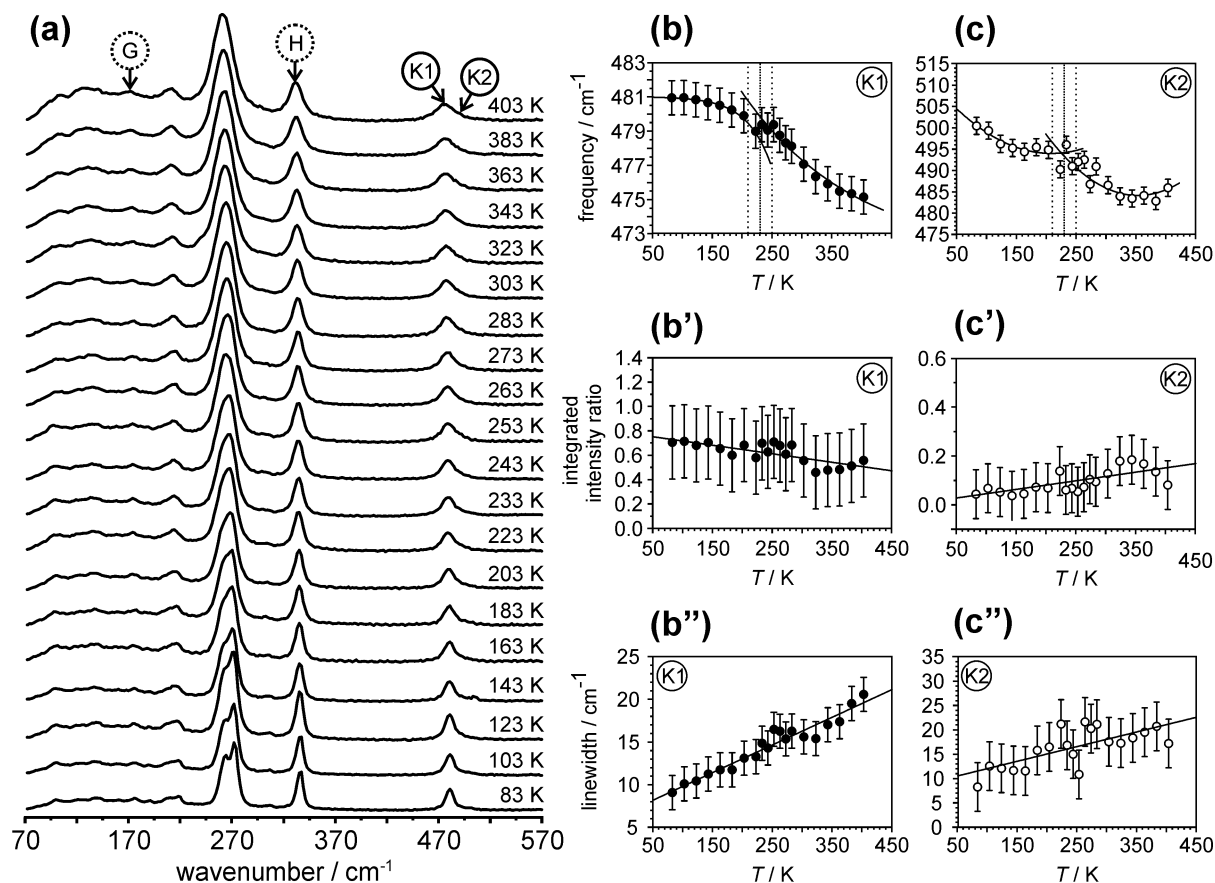 (a)
G
H
K1
K2
403 K
383 K
363 K
343 K
323 K
303 K
283 K
273 K
263 K
253 K
243 K
233 K
223 K
203 K
183 K
163 K
143 K
123 K
103 K
83 K
70 170 270 370 470 570
wavenumber / cm-1
(b)
K1
483
481
479
477
475
473
frequency / cm-1
50 150 250 350
T / K
(c)
K2
515
510
505
500
495
490
485
480
475
50 150 250 350 450
T / K
(b')
K1
1.4
1.2
1.0
0.8
0.6
0.4
0.2
0.0
integrated
intensity ratio
50 150 250 350 450
T / K
(c')
K2
0.6
0.4
0.2
0.0
50 150 250 350 450
T / K
(b")
K1
25
20
15
10
5
linewidth / cm-1
50 150 250 350 450
T / K
(c")
K2
35
30
25
20
15
10
5
0
50 150 250 350 450
T / K